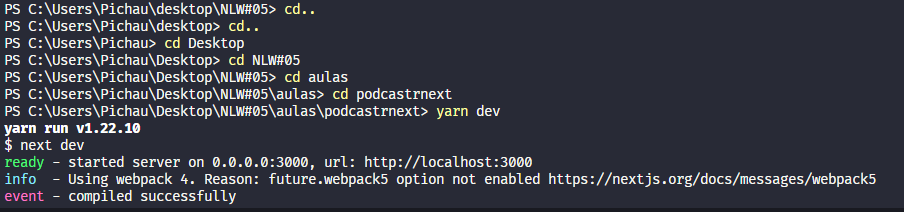 PS C:\Users\Pichau\desktop\NLW#05> cd..
PS C:\Users\Pichau\desktop> cd..
PS C:\Users\Pichau> cd Desktop
PS C:\Users\Pichau\Desktop> cd NLW#05
PS C:\Users\Pichau\Desktop\NLW#05> cd aulas
PS C:\Users\Pichau\Desktop\NLW#05\aulas> cd podcastrnext
PS C:\Users\Pichau\Desktop\NLW#05\aulas\podcastrnext> yarn dev
yarn run v1.22.10
$ next dev
ready - started server on 0.0.0.0:3000, url: http://localhost:3000
info  - Using webpack 4. Reason: future.webpack5 option not enabled https://nextjs.org/docs/messages/webpack5
event - compiled successfully